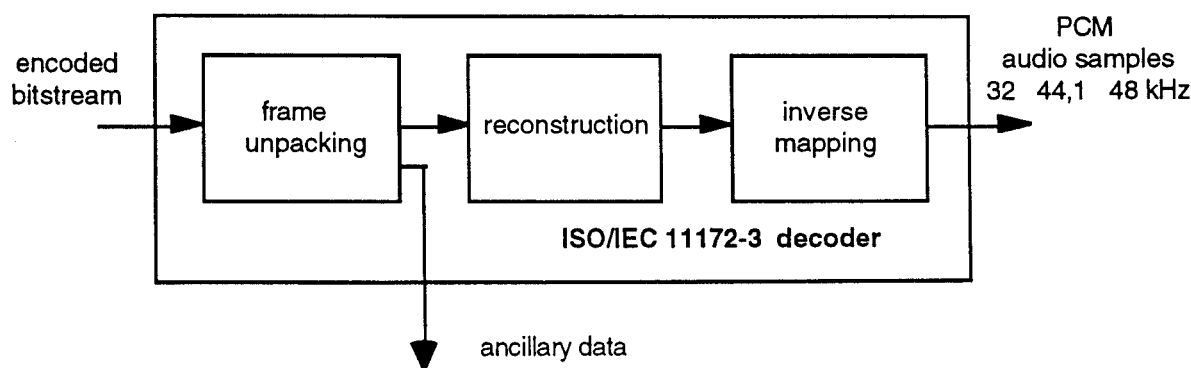 encoded
bitstream
frame
unpacking
reconstruction
inverse
mapping
PCM
audio samples
32 44,1 48 kHz
ISO/IEC 11172-3 decoder
ancillary data